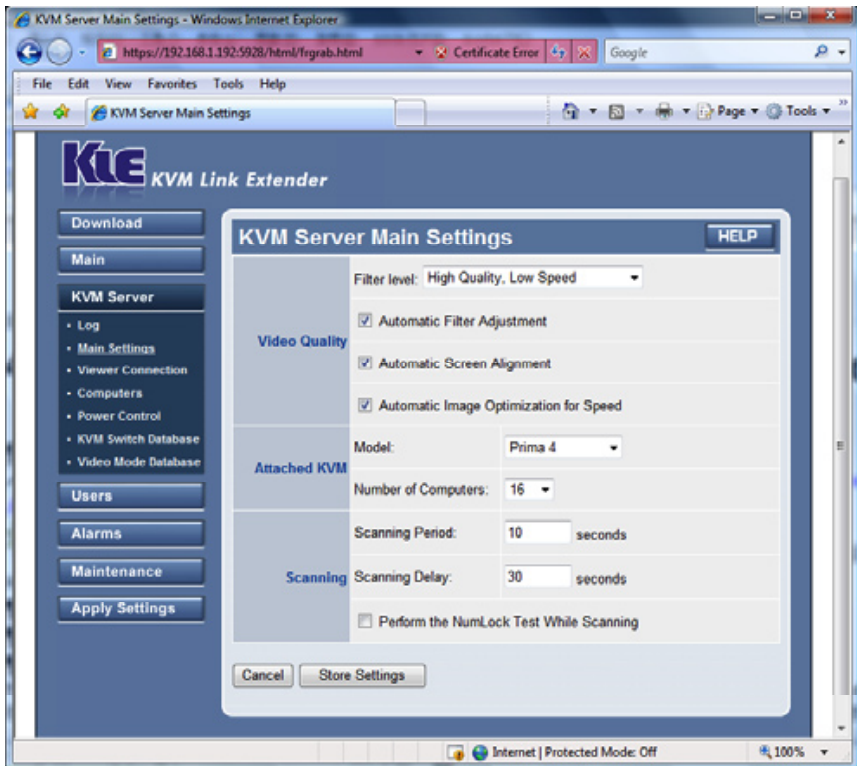 KVM Server Main Settings - Windows Internet Explorer
https://192.168.1.192:5928/html/frgrab.html
Certificate Error
Google
File Edit View Favorites Tools Help
KVM Server Main Settings
Page Tools
KLE KVM Link Extender
Download
Main
KVM Server
Log
Main Settings
Viewer Connection
Computers
Power Control
KVM Switch Database
Video Mode Database
Users
Alarms
Maintenance
Apply Settings
KVM Server Main Settings
HELP
Video Quality
Filter level: High Quality, Low Speed
Automatic Filter Adjustment
Automatic Screen Alignment
Automatic Image Optimization for Speed
Attached KVM
Model: Prima 4
Number of Computers: 16
Scanning
Scanning Period: 10 seconds
Scanning Delay: 30 seconds
Perform the NumLock Test While Scanning
Cancel Store Settings
Internet | Protected Mode: Off
100%